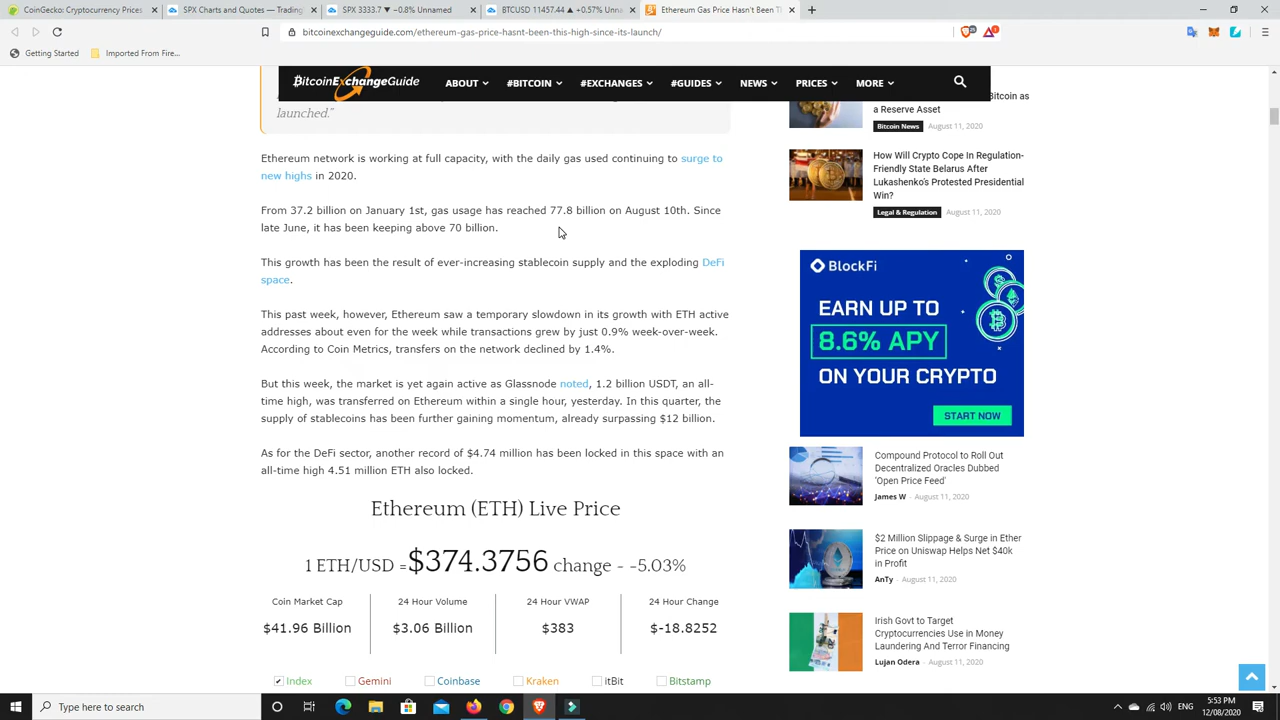 CoinGecko: Cryptocurrency Price
SPX Charts and Quotes
SPX 3333.7 ▼ −0.8% Unnamed
BTCUSD 11457.44 ▲ +0.57% Un
bitcoinexchangeguide.com/ethereum-gas-price-hasnt-been-this-high-since-its-launch/
Getting Started
Imported From Fire...
BitcoinExchangeGuide
ABOUT
#BITCOIN
#EXCHANGES
#GUIDES
NEWS
PRICES
MORE
launched.”
Ethereum network is working at full capacity, with the daily gas used continuing to surge to
new highs in 2020.
From 37.2 billion on January 1st, gas usage has reached 77.8 billion on August 10th. Since
late June, it has been keeping above 70 billion.
This growth has been the result of ever-increasing stablecoin supply and the exploding DeFi
space.
This past week, however, Ethereum saw a temporary slowdown in its growth with ETH active
addresses about even for the week while transactions grew by just 0.9% week-over-week.
According to Coin Metrics, transfers on the network declined by 1.4%.
But this week, the market is yet again active as Glassnode noted, 1.2 billion USDT, an all-
time high, was transferred on Ethereum within a single hour, yesterday. In this quarter, the
supply of stablecoins has been further gaining momentum, already surpassing $12 billion.
As for the DeFi sector, another record of $4.74 million has been locked in this space with an
all-time high 4.51 million ETH also locked.
Ethereum (ETH) Live Price
1 ETH/USD =$374.3756 change - -5.03%
Coin Market Cap
$41.96 Billion
24 Hour Volume
$3.06 Billion
24 Hour VWAP
$383
24 Hour Change
$-18.8252
Index
Gemini
Coinbase
Kraken
itBit
Bitstamp
Bitcoin as
a Reserve Asset
Bitcoin News August 11, 2020
How Will Crypto Cope In Regulation-
Friendly State Belarus After
Lukashenko's Protested Presidential
Win?
Legal & Regulation August 11, 2020
BlockFi
EARN UP TO
8.6% APY
ON YOUR CRYPTO
START NOW
Compound Protocol to Roll Out
Decentralized Oracles Dubbed
'Open Price Feed'
James W - August 11, 2020
$2 Million Slippage & Surge in Ether
Price on Uniswap Helps Net $40k
in Profit
AnTy - August 11, 2020
Irish Govt to Target
Cryptocurrencies Use in Money
Laundering And Terror Financing
Lujan Odera - August 11, 2020
Type here to search
ENG
5:53 PM
12/08/2020